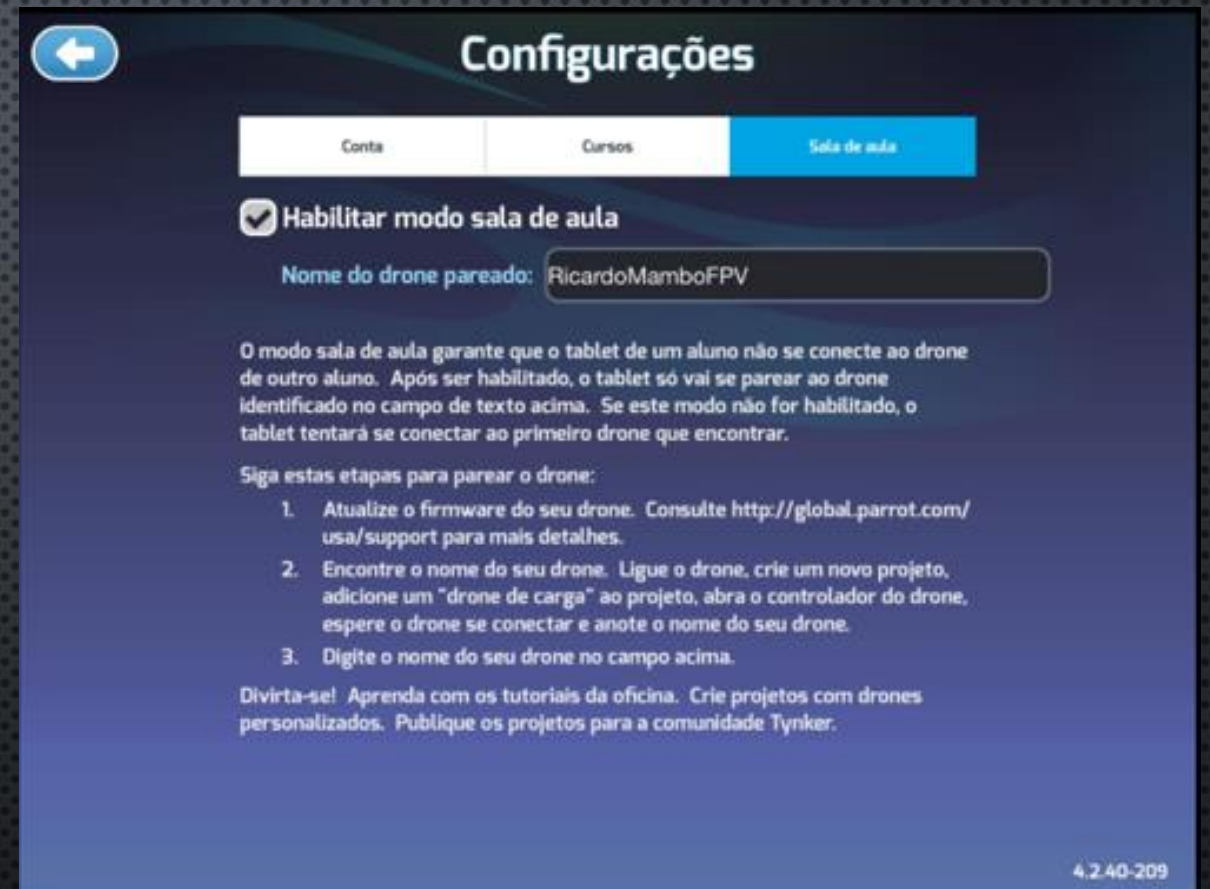 Configurações
Conta
Cursos
Sala de aula
Habilitar modo sala de aula
Nome do drone pareado: RicardoMamboFPV
O modo sala de aula garante que o tablet de um aluno não se conecte ao drone
de outro aluno. Após ser habilitado, o tablet só vai se parear ao drone
identificado no campo de texto acima. Se este modo não for habilitado, o
tablet tentará se conectar ao primeiro drone que encontrar.
Siga estas etapas para parear o drone:
1. Atualize o firmware do seu drone. Consulte http://global.parrot.com/
usa/support para mais detalhes.
2. Encontre o nome do seu drone. Ligue o drone, crie um novo projeto,
adicione um "drone de carga" ao projeto, abra o controlador do drone,
espere o drone se conectar e anote o nome do seu drone.
3. Digite o nome do seu drone no campo acima.
Divirta-se! Aprenda com os tutoriais da oficina. Crie projetos com drones
personalizados. Publique os projetos para a comunidade Tynker.
4.2.40-209